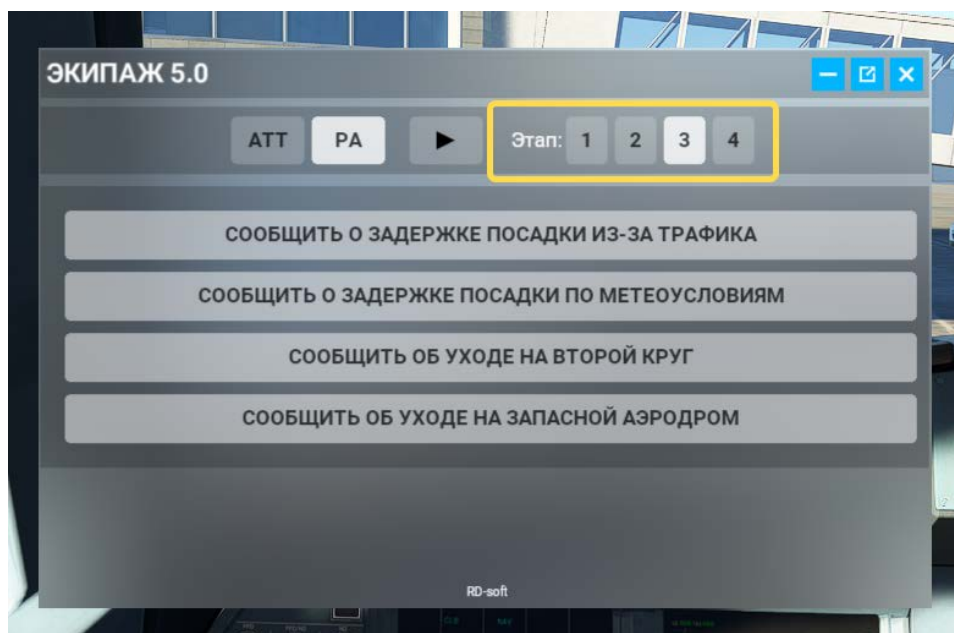 ЭКИПАЖ 5.0
ATT PA Этап: 1 2 3 4
СООБЩИТЬ О ЗАДЕРЖКЕ ПОСАДКИ ИЗ-ЗА ТРАФИКА
СООБЩИТЬ О ЗАДЕРЖКЕ ПОСАДКИ ПО МЕТЕОУСЛОВИЯМ
СООБЩИТЬ ОБ УХОДЕ НА ВТОРОЙ КРУГ
СООБЩИТЬ ОБ УХОДЕ НА ЗАПАСНОЙ АЭРОДРОМ
RD-soft